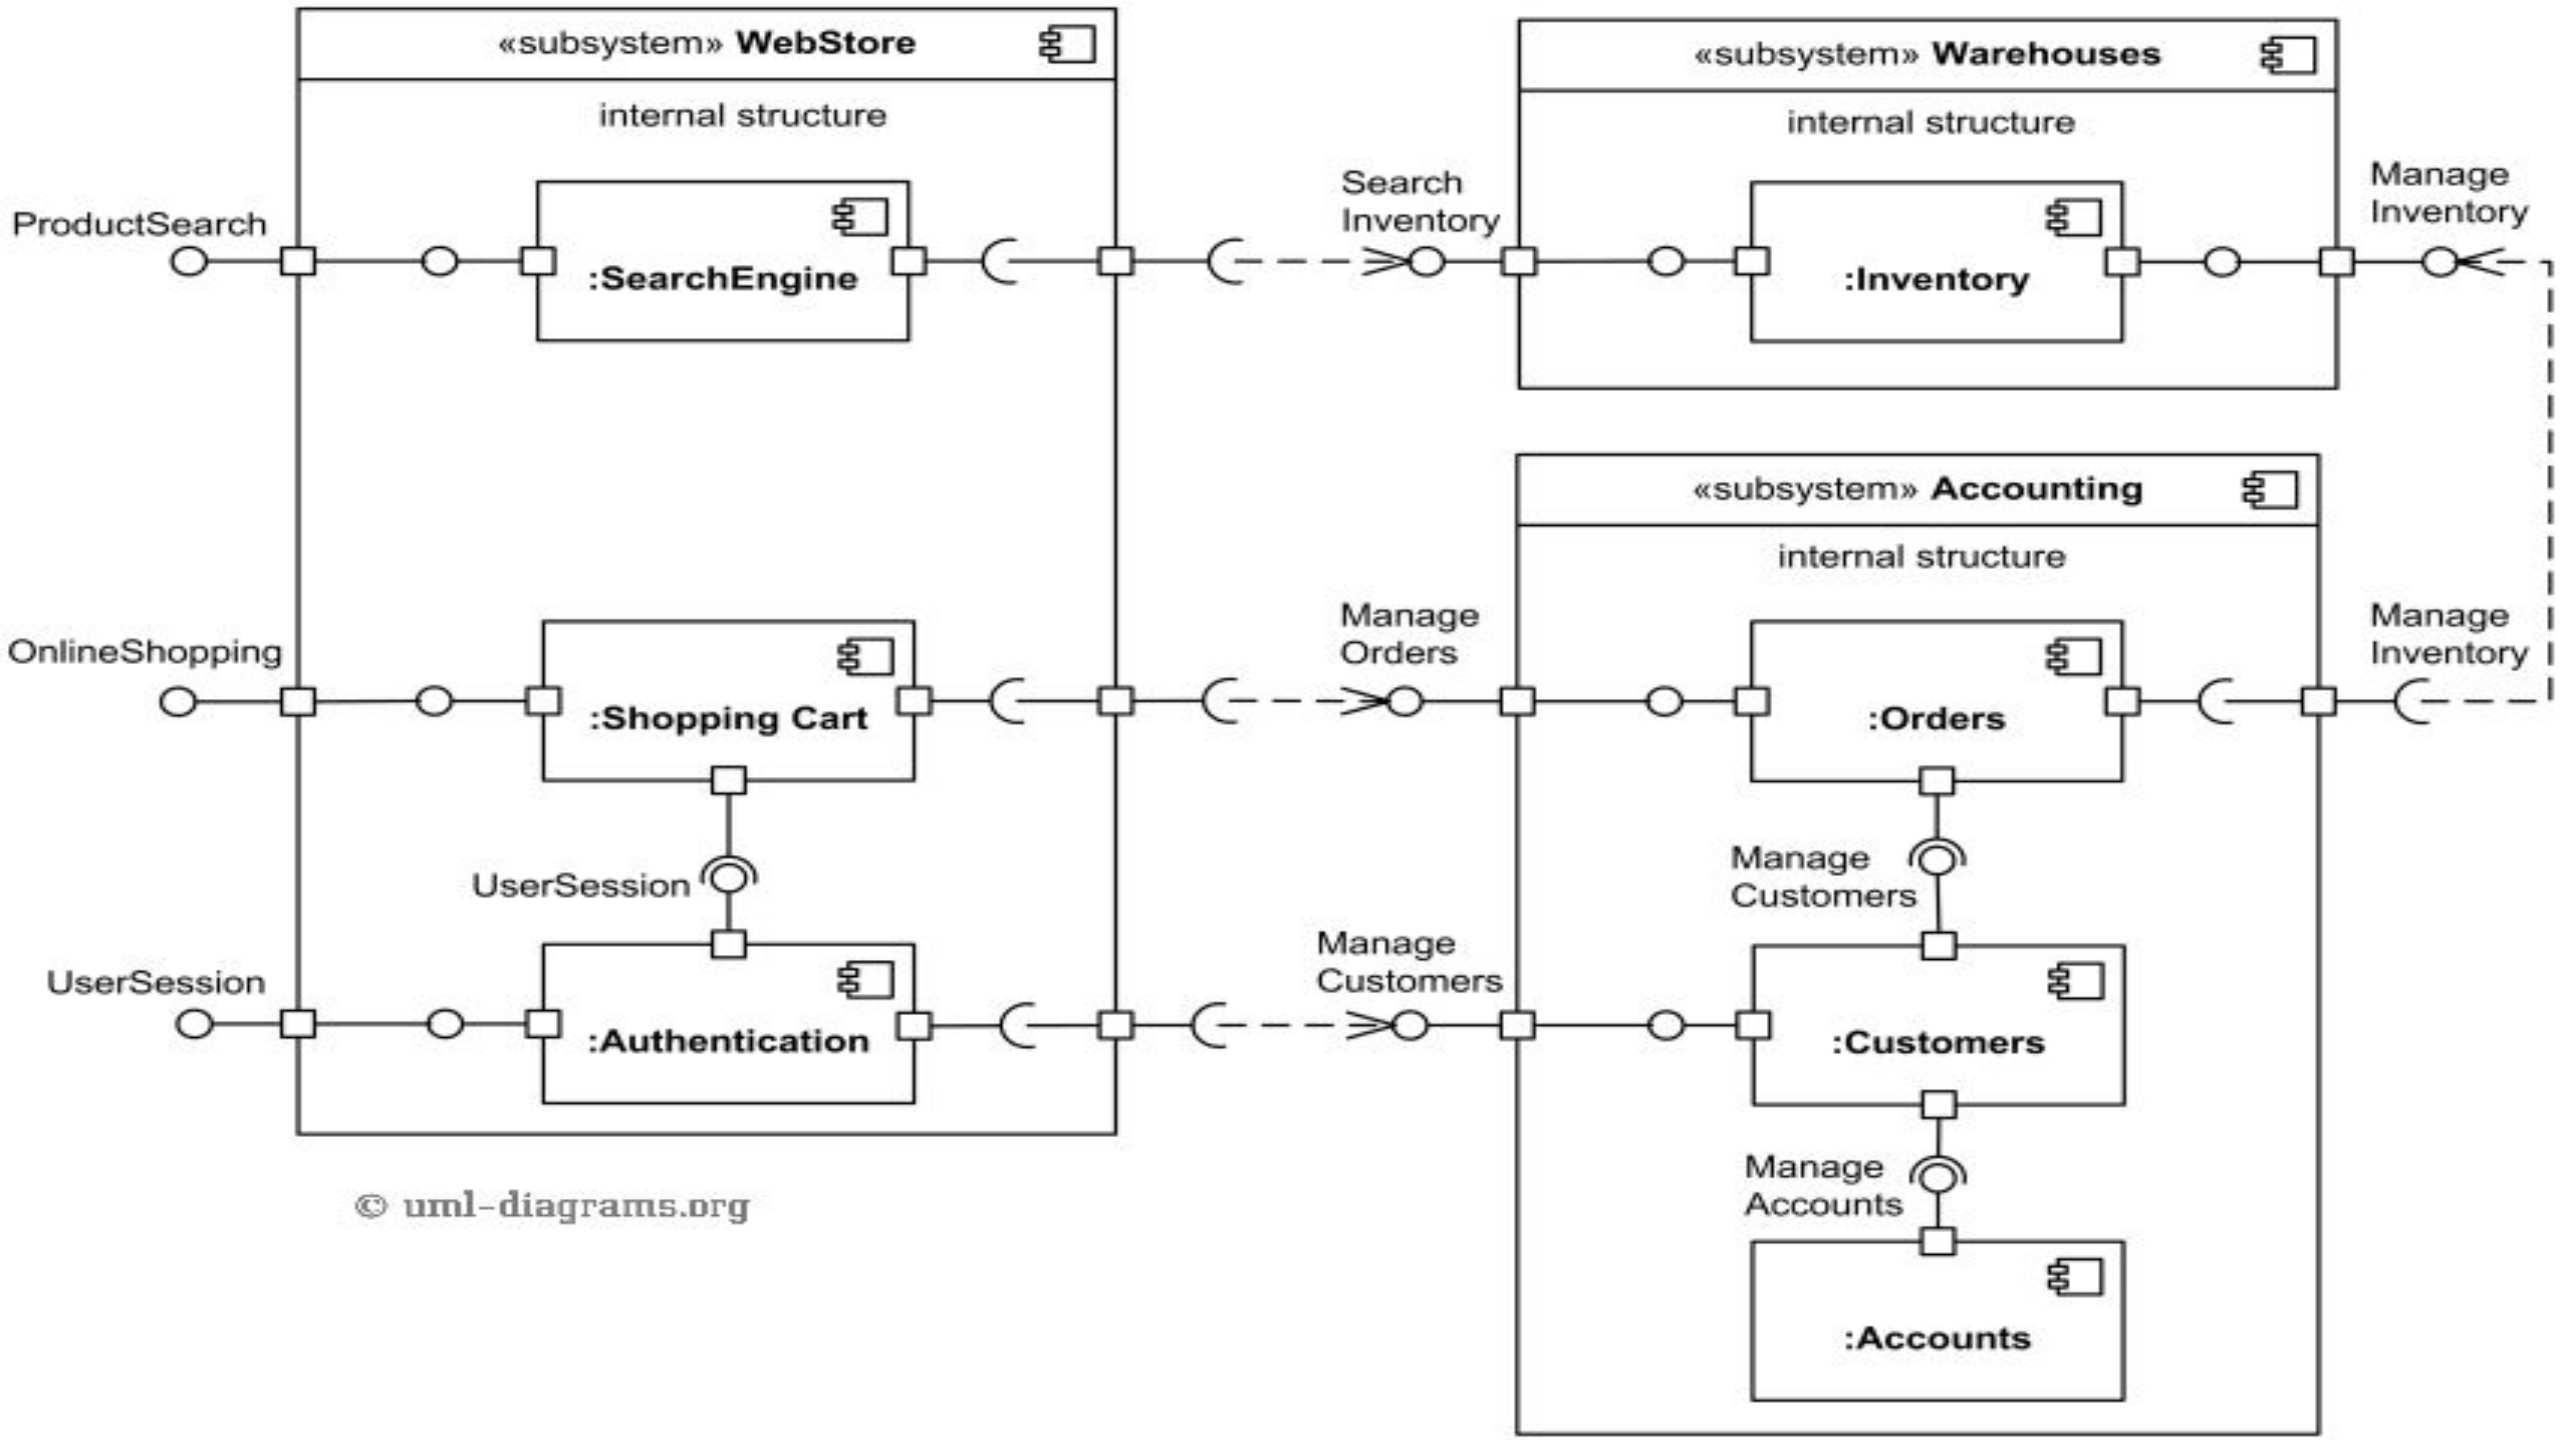 «subsystem» WebStore
internal structure
ProductSearch
:SearchEngine
OnlineShopping
:Shopping Cart
UserSession
UserSession
:Authentication
© uml-diagrams.org
Search
Inventory
Manage
Orders
Manage
Customers
«subsystem» Warehouses
internal structure
:Inventory
Manage
Inventory
«subsystem» Accounting
internal structure
:Orders
Manage
Inventory
Manage
Customers
:Customers
Manage
Accounts
:Accounts